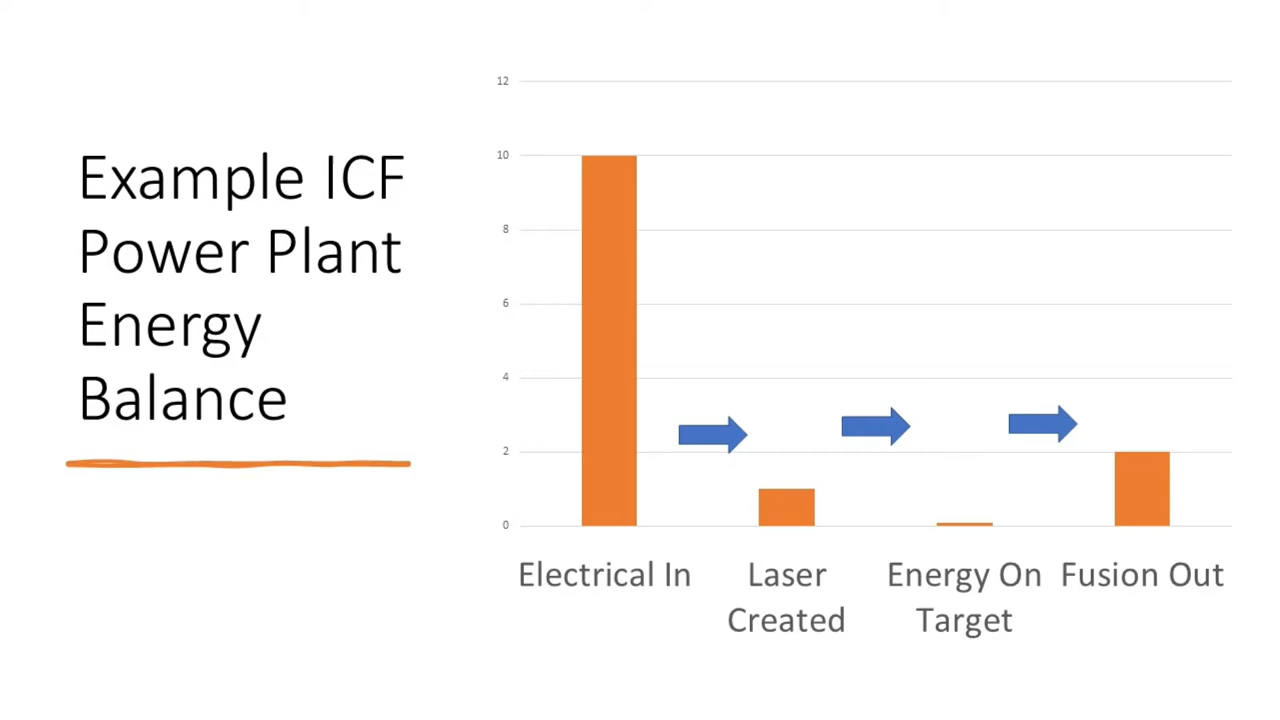 Example ICF
Power Plant
Energy
Balance
12
10
8
6
4
2
0
Electrical In
Laser
Created
Energy On
Target
Fusion Out